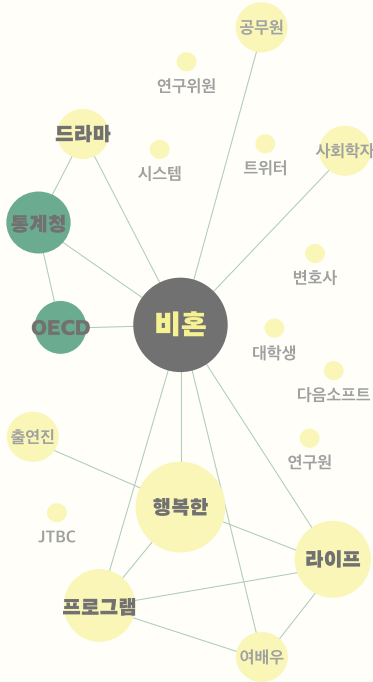 공무원
연구위원
드라마
시스템
트위터
사회학자
통계청
변호사
OECD
비혼
대학생
다음소프트
출연진
연구원
행복한
JTBC
라이프
프로그램
여배우